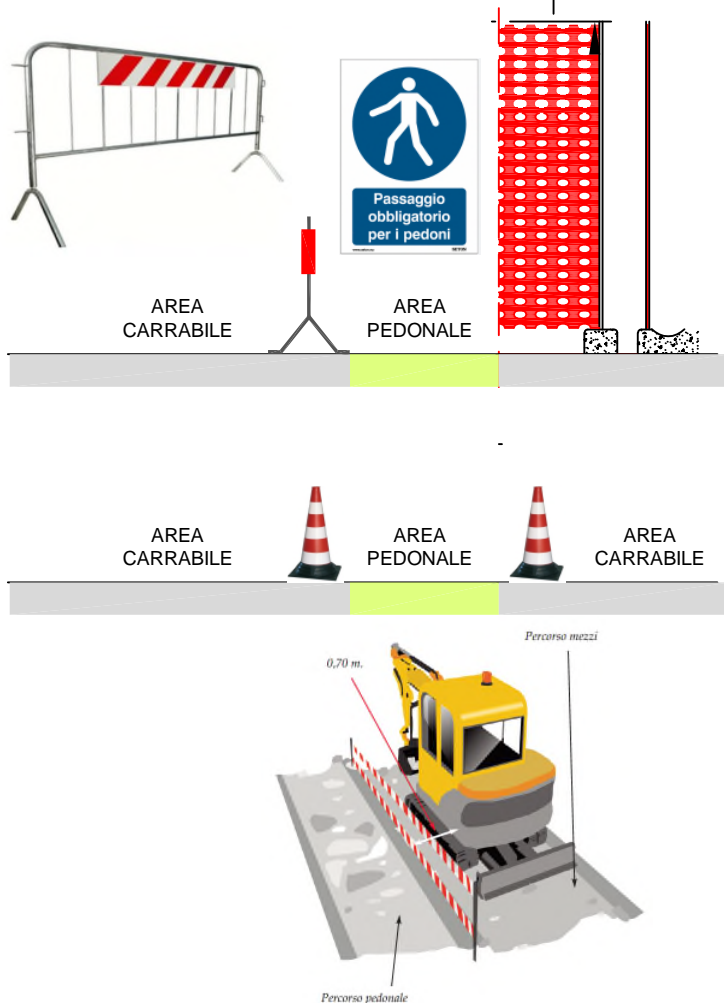 Passaggio
obbligatorio
per i pedoni
AREA
CARRABILE
AREA
PEDONALE
AREA
CARRABILE
AREA
PEDONALE
AREA
CARRABILE
Percorso mezzi
0,70 m.
Percorso pedonale